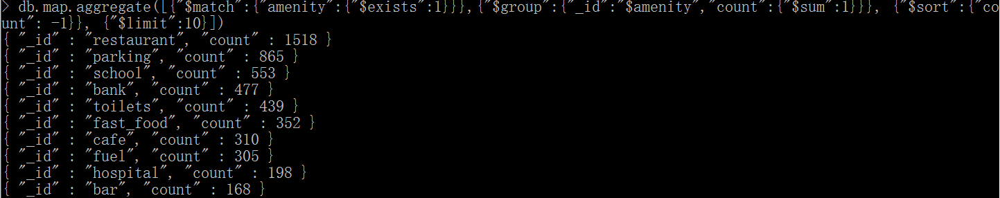 > db.map.aggregate([{"$match":{"amenity":{"$exists":1}}},{"$group":{"_id":"$amenity","count":{"$sum":1}}}, {"$sort":{"co
unt": -1}}, {"$limit":10}])
{ "_id" : "restaurant", "count" : 1518 }
{ "_id" : "parking", "count" : 865 }
{ "_id" : "school", "count" : 553 }
{ "_id" : "bank", "count" : 477 }
{ "_id" : "toilets", "count" : 439 }
{ "_id" : "fast_food", "count" : 352 }
{ "_id" : "cafe", "count" : 310 }
{ "_id" : "fuel", "count" : 305 }
{ "_id" : "hospital", "count" : 198 }
{ "_id" : "bar", "count" : 168 }